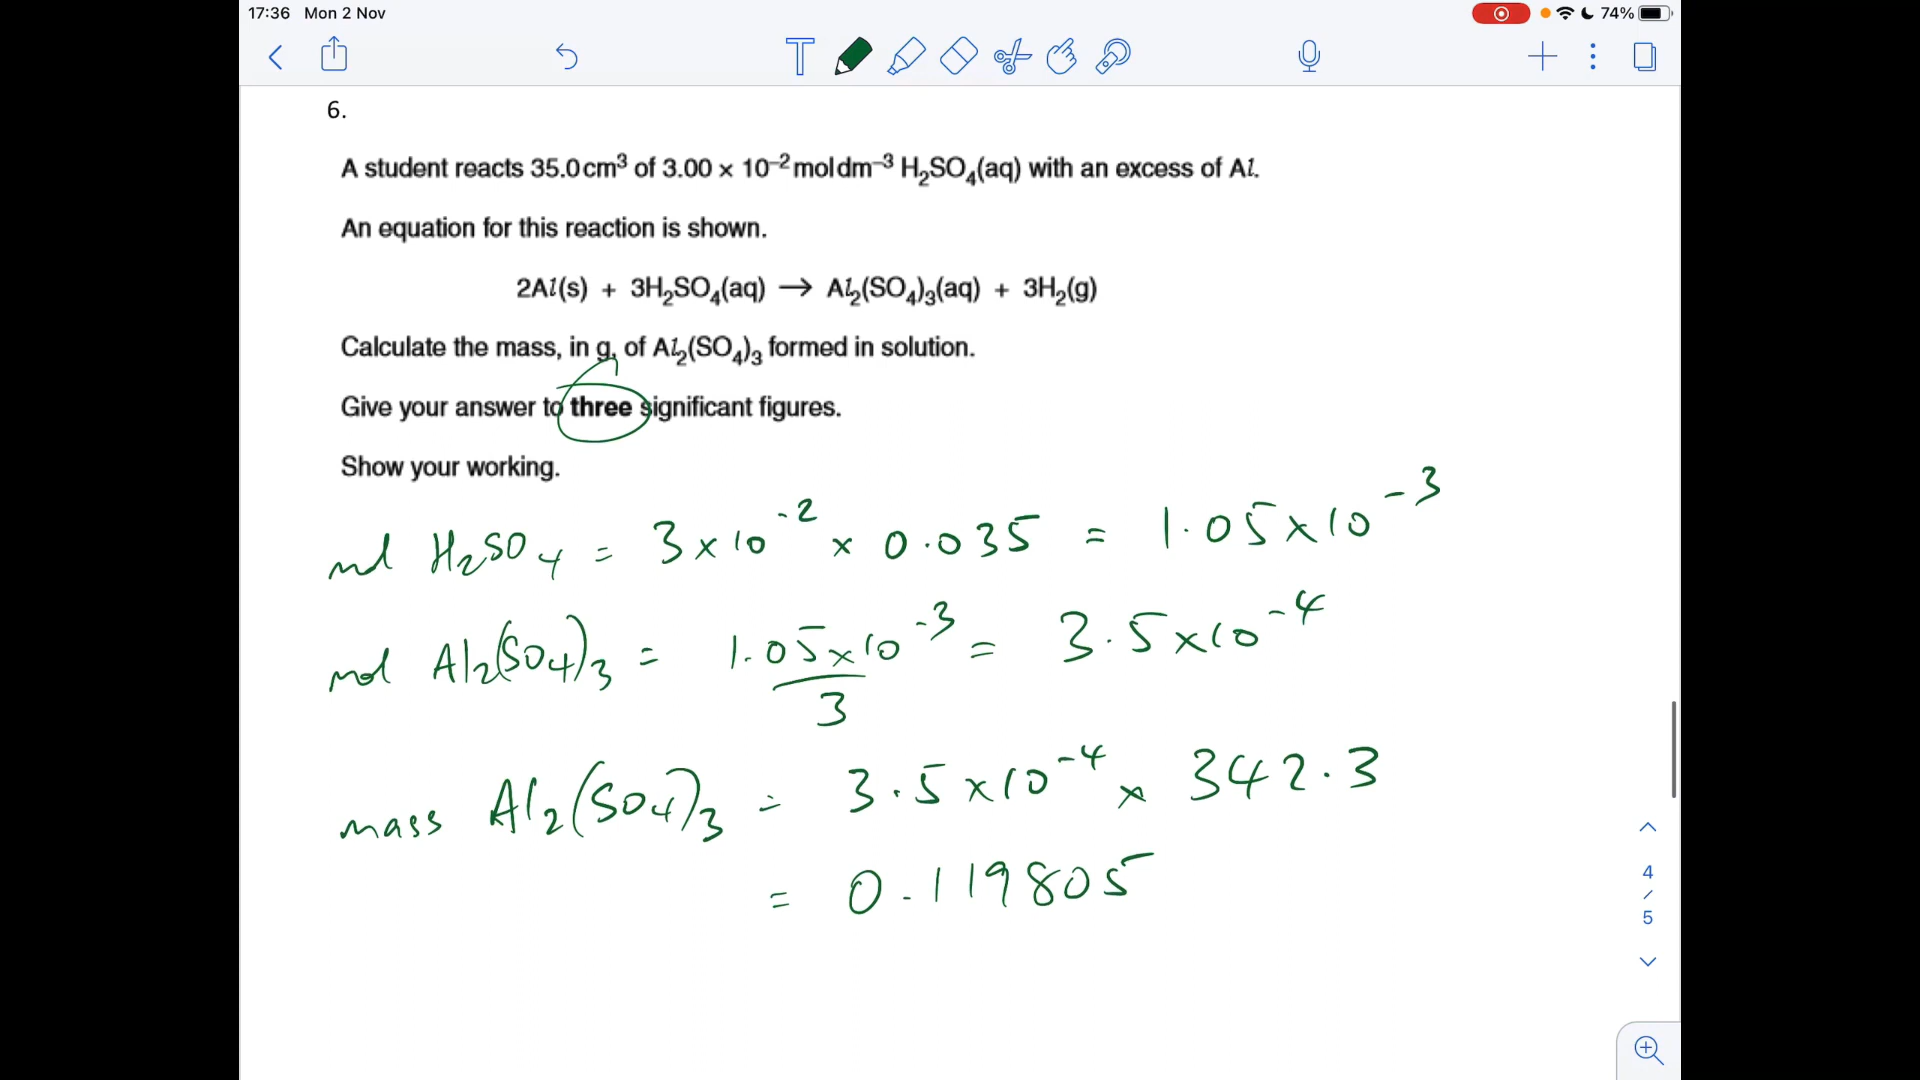 17:36 Mon 2 Nov 74%
6.
A student reacts 35.0 cm³ of 3.00 × 10⁻² mol dm⁻³ H₂SO₄(aq) with an excess of Al.
An equation for this reaction is shown.
2Al(s) + 3H₂SO₄(aq) → Al₂(SO₄)₃(aq) + 3H₂(g)
Calculate the mass, in g, of Al₂(SO₄)₃ formed in solution.
Give your answer to three significant figures.
Show your working.
mol H₂SO₄ = 3 × 10⁻² × 0.035 = 1.05 × 10⁻³
mol Al₂(SO₄)₃ = 1.05 × 10⁻³ / 3 = 3.5 × 10⁻⁴
mass Al₂(SO₄)₃ = 3.5 × 10⁻⁴ × 342.3
= 0.119805
4 / 5